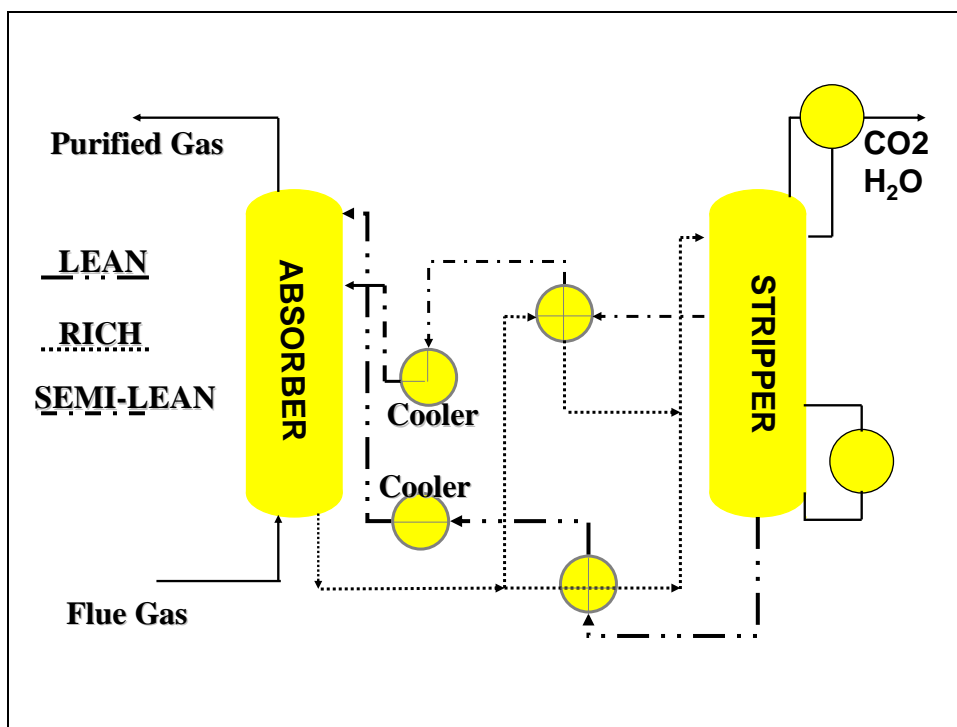 Purified Gas
CO2
H₂O
LEAN
ABSORBER
STRIPPER
RICH
SEMI-LEAN
Cooler
Cooler
Flue Gas